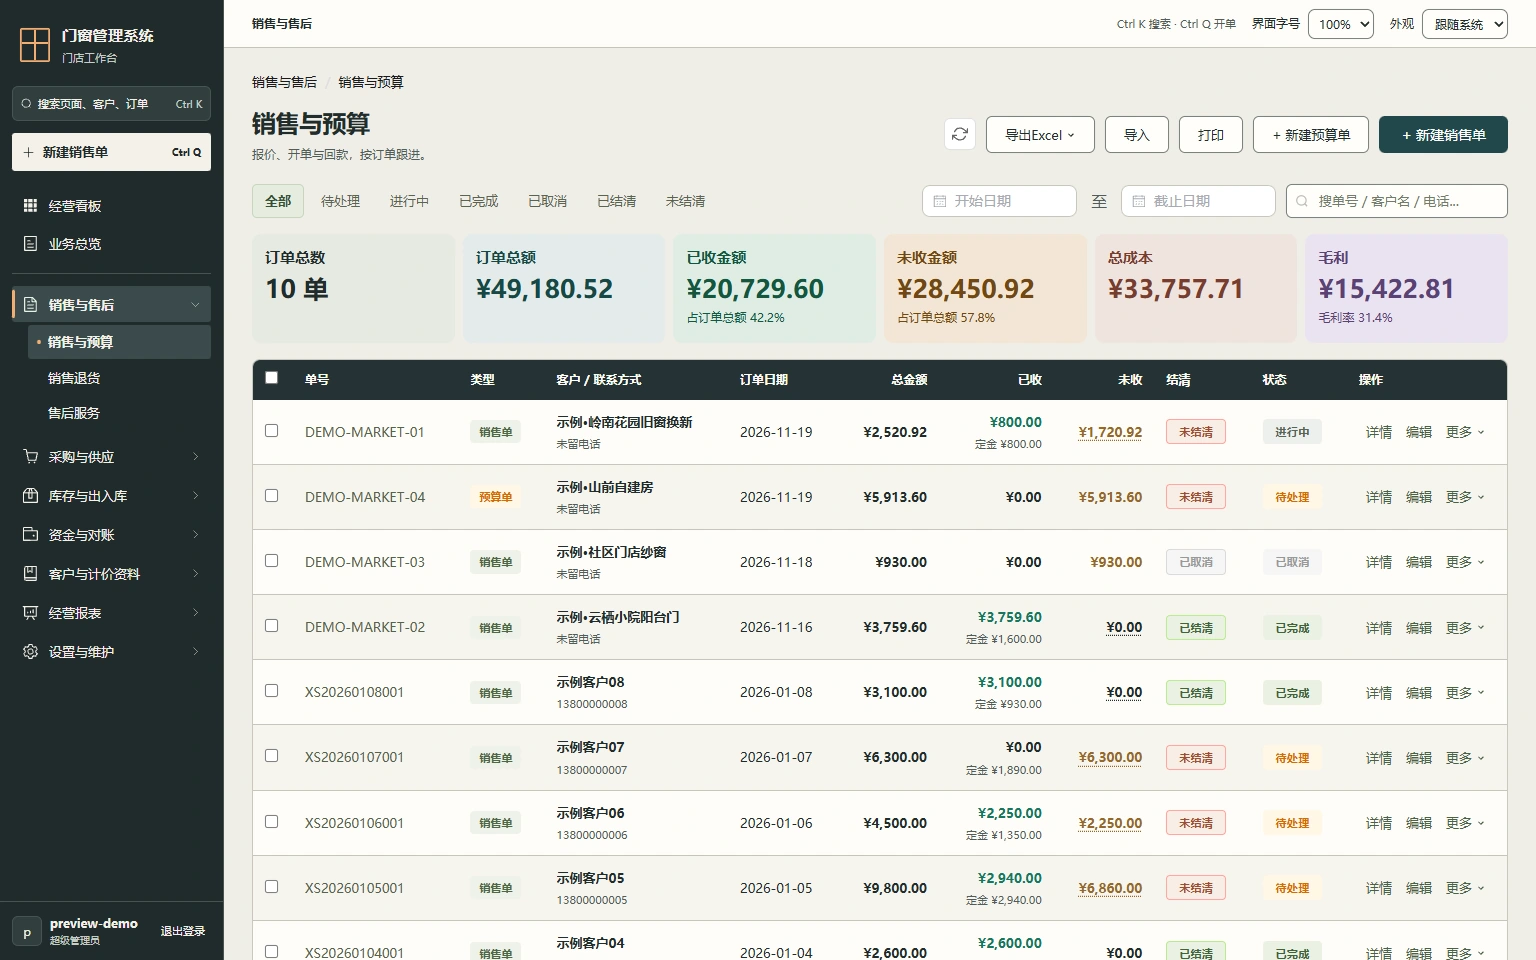 门窗管理系统
门店工作台
搜索页面、客户、订单 Ctrl K
+ 新建销售单 Ctrl Q
经营看板
业务总览
销售与售后
销售与预算
销售退货
售后服务
采购与供应
库存与出入库
资金与对账
客户与计价资料
经营报表
设置与维护
p
preview-demo
超级管理员
退出登录
销售与售后
Ctrl K 搜索 · Ctrl Q 开单 界面字号 100% 外观 跟随系统
销售与售后 / 销售与预算
销售与预算
报价、开单与回款，按订单跟进。
导出Excel 导入 打印 + 新建预算单 + 新建销售单
全部 待处理 进行中 已完成 已取消 已结清 未结清
开始日期 至 截止日期 搜单号 / 客户名 / 电话...
订单总数
10 单
订单总额
¥49,180.52
已收金额
¥20,729.60
占订单总额 42.2%
未收金额
¥28,450.92
占订单总额 57.8%
总成本
¥33,757.71
毛利
¥15,422.81
毛利率 31.4%
单号 类型 客户 / 联系方式 订单日期 总金额 已收 未收 结清 状态 操作
DEMO-MARKET-01 销售单 示例•岭南花园旧窗换新 2026-11-19 ¥2,520.92 ¥800.00 ¥1,720.92 未结清 进行中 详情 编辑 更多
未留电话 定金 ¥800.00
DEMO-MARKET-04 预算单 示例•山前自建房 2026-11-19 ¥5,913.60 ¥0.00 ¥5,913.60 未结清 待处理 详情 编辑 更多
未留电话
DEMO-MARKET-03 销售单 示例•社区门店纱窗 2026-11-18 ¥930.00 ¥0.00 ¥930.00 已取消 已取消 详情 编辑 更多
未留电话
DEMO-MARKET-02 销售单 示例•云栖小院阳台门 2026-11-16 ¥3,759.60 ¥3,759.60 ¥0.00 已结清 已完成 详情 编辑 更多
未留电话 定金 ¥1,600.00
XS20260108001 销售单 示例客户08 2026-01-08 ¥3,100.00 ¥3,100.00 ¥0.00 已结清 已完成 详情 编辑 更多
13800000008 定金 ¥930.00
XS20260107001 销售单 示例客户07 2026-01-07 ¥6,300.00 ¥0.00 ¥6,300.00 未结清 待处理 详情 编辑 更多
13800000007 定金 ¥1,890.00
XS20260106001 销售单 示例客户06 2026-01-06 ¥4,500.00 ¥2,250.00 ¥2,250.00 未结清 待处理 详情 编辑 更多
13800000006 定金 ¥1,350.00
XS20260105001 销售单 示例客户05 2026-01-05 ¥9,800.00 ¥2,940.00 ¥6,860.00 未结清 待处理 详情 编辑 更多
13800000005 定金 ¥2,940.00
XS20260104001 销售单 示例客户04 2026-01-04 ¥2,600.00 ¥2,600.00 ¥0.00 已结清 已完成 详情 编辑 更多